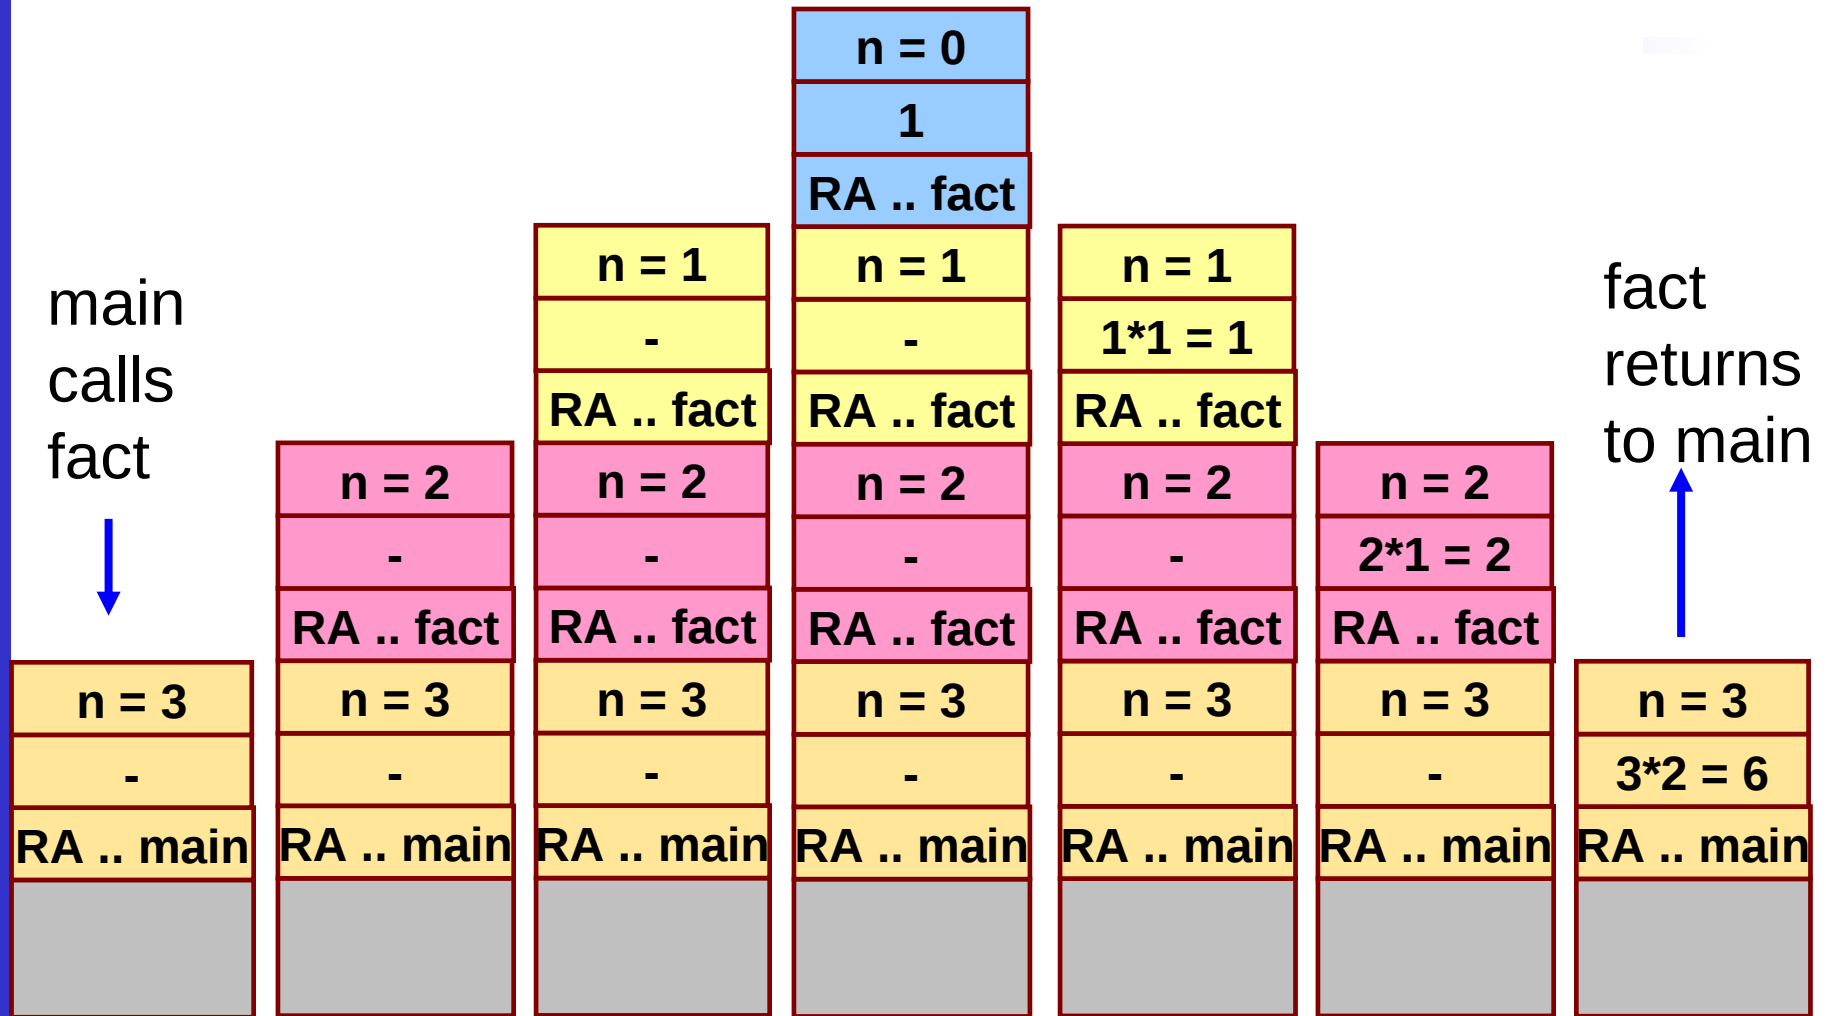 main
calls
fact
n = 3
-
RA .. main
n = 2
-
RA .. fact
n = 3
-
RA .. main
n = 1
-
RA .. fact
n = 2
-
RA .. fact
n = 3
-
RA .. main
n = 0
1
RA .. fact
n = 1
-
RA .. fact
n = 2
-
RA .. fact
n = 3
-
RA .. main
n = 1
1*1 = 1
RA .. fact
n = 2
-
RA .. fact
n = 3
-
RA .. main
n = 2
2*1 = 2
RA .. fact
n = 3
-
RA .. main
fact
returns
to main
n = 3
3*2 = 6
RA .. main